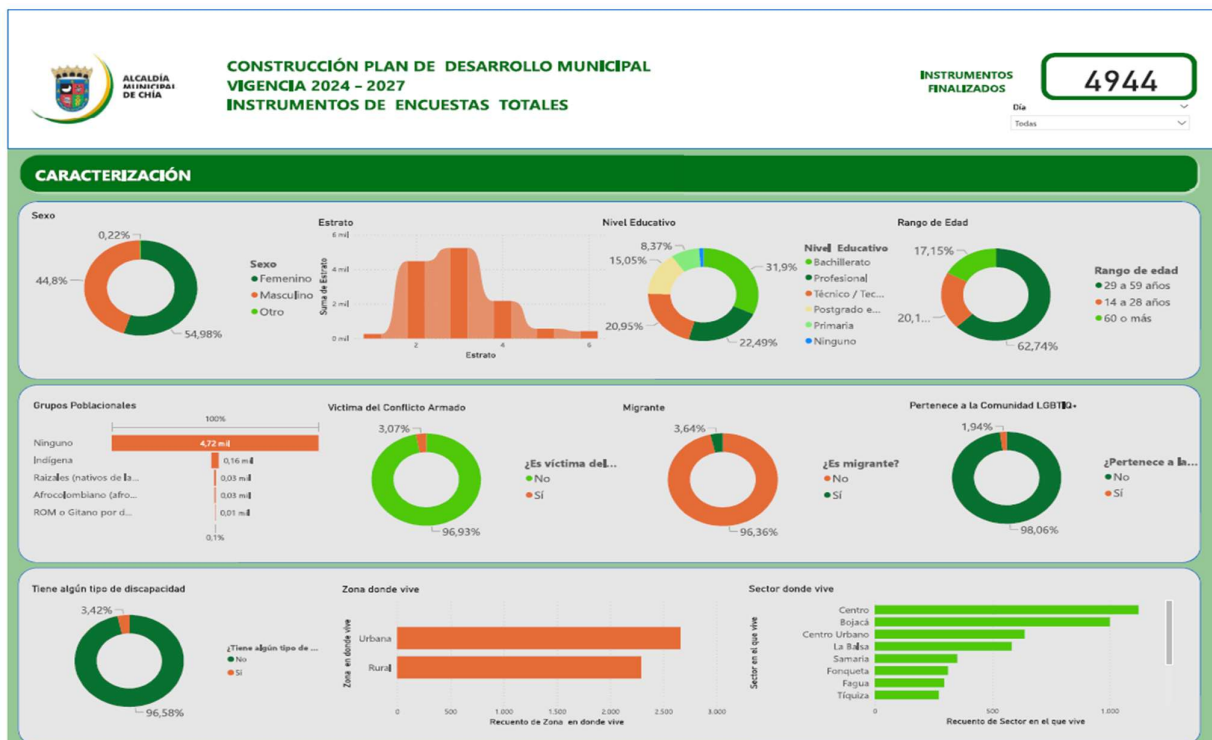 ALCALDÍA
MUNICIPAL
DE CHÍA
CONSTRUCCIÓN PLAN DE DESARROLLO MUNICIPAL
VIGENCIA 2024 – 2027
INSTRUMENTOS DE ENCUESTAS TOTALES
INSTRUMENTOS
FINALIZADOS
4944
Día
Todas
CARACTERIZACIÓN
Sexo
0,22%
44,8%
54,98%
Sexo
Femenino
Masculino
Otro
Estrato
Suma de Estrato
6 mil
4 mil
2 mil
0 mil
2
4
6
Estrato
Nivel Educativo
8,37%
15,05%
20,95%
31,9%
22,49%
Nivel Educativo
Bachillerato
Profesional
Técnico / Tec...
Postgrado e...
Primaria
Ninguno
Rango de Edad
17,15%
20,1...
62,74%
Rango de edad
29 a 59 años
14 a 28 años
60 o más
Grupos Poblacionales
100%
Ninguno
4,72 mil
Indígena
0,16 mil
Raizales (nativos de la...
0,03 mil
Afrocolombiano (afro...
0,03 mil
ROM o Gitano por d...
0,01 mil
0,1%
Victima del Conflicto Armado
3,07%
96,93%
¿Es víctima del...
No
Sí
Migrante
3,64%
96,36%
¿Es migrante?
No
Sí
Pertenece a la Comunidad LGBTIQ+
1,94%
98,06%
¿Pertenece a la...
No
Sí
Tiene algún tipo de discapacidad
3,42%
96,58%
¿Tiene algún tipo de ...
No
Sí
Zona donde vive
Zona en donde vive
Urbana
Rural
0
500
1.000
1.500
2.000
2.500
3.000
Recuento de Zona en donde vive
Sector donde vive
Sector en el que vive
Centro
Bojacá
Centro Urbano
La Balsa
Samaria
Fonqueta
Fagua
Tíquiza
0
500
1.000
Recuento de Sector en el que vive